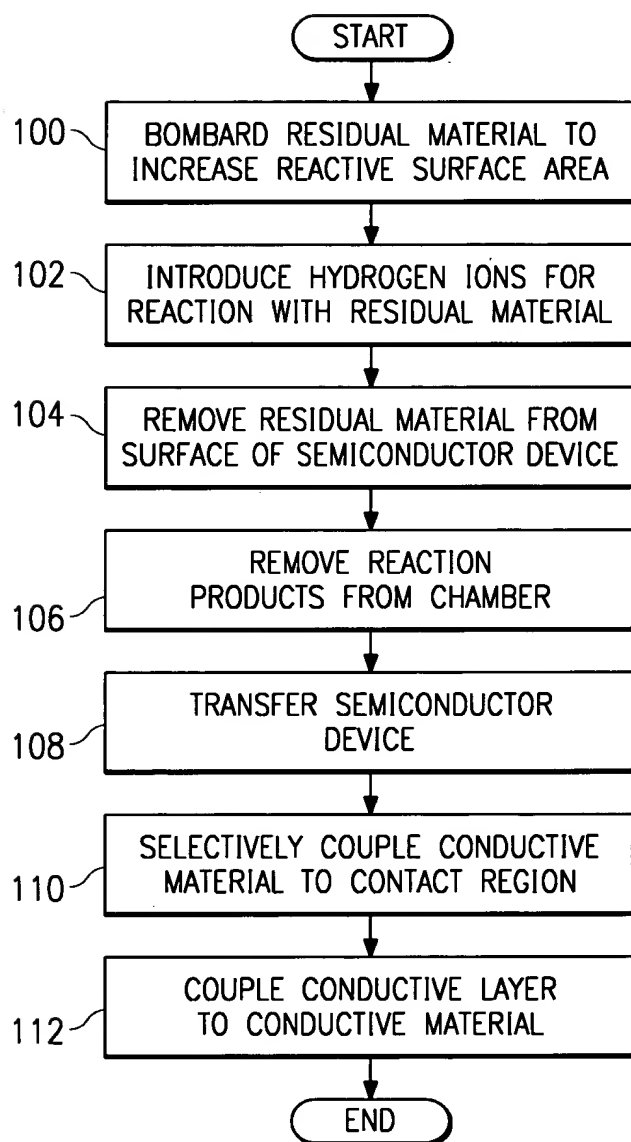 START
100
BOMBARD RESIDUAL MATERIAL TO
INCREASE REACTIVE SURFACE AREA
102
INTRODUCE HYDROGEN IONS FOR
REACTION WITH RESIDUAL MATERIAL
104
REMOVE RESIDUAL MATERIAL FROM
SURFACE OF SEMICONDUCTOR DEVICE
106
REMOVE REACTION
PRODUCTS FROM CHAMBER
108
TRANSFER SEMICONDUCTOR
DEVICE
110
SELECTIVELY COUPLE CONDUCTIVE
MATERIAL TO CONTACT REGION
112
COUPLE CONDUCTIVE LAYER
TO CONDUCTIVE MATERIAL
END